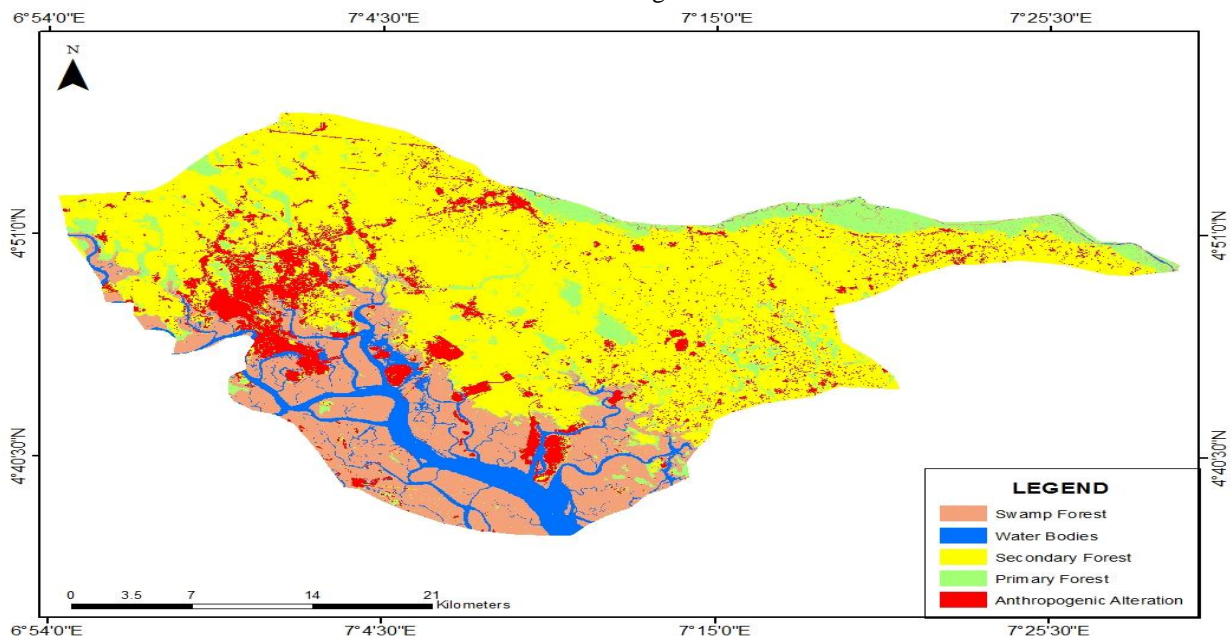 6°54'0"E 7°4'30"E 7°15'0"E 7°25'30"E
N
4°51'0"N 4°51'0"N
4°40'30"N 4°40'30"N
LEGEND
Swamp Forest
Water Bodies
Secondary Forest
Primary Forest
Anthropogenic Alteration
0 3.5 7 14 21
Kilometers
6°54'0"E 7°4'30"E 7°15'0"E 7°25'30"E